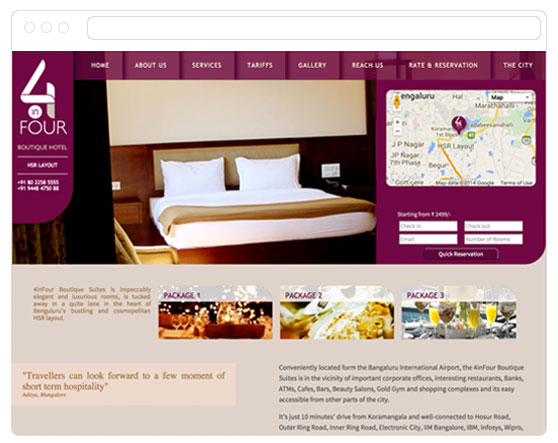 HOME ABOUT US SERVICES TARIFFS GALLERY REACH US RATE & RESERVATION THE CITY
4
in
FOUR
BOUTIQUE HOTEL
HSR LAYOUT
+91 80 2258 5555
+91 9448 4750 88
engaluru Hal Map
Marathahalli
Koraman
1st Block
adabeesanahalli
J P Nagar HSR Layout
J P Nagar
7th Phase
Begur
Map data ©2014 Google Terms of Use
Starting from ₹ 2499/-
Check in Check out
Email Number of Rooms
Quick Reservation
4inFour Boutique Suites is impeccably
elegant and luxurious rooms, is tucked
away in a quite lane in the heart of
Benguluru's bustling and cosmopolitan
HSR layout.
PACKAGE 1 PACKAGE 2 PACKAGE 3
"Travellers can look forward to a few moment of
short term hospitality"
Aditya, Mangalore
Conveniently located form the Bangaluru International Airport, the 4inFour Boutique
Suites is in the vicinity of important corporate offices, interesting restaurants, Banks,
ATMs, Cafes, Bars, Beauty Salons, Gold Gym and shopping complexes and its easy
accessible from other parts of the city.
It's just 10 minutes' drive from Koramangala and well-connected to Hosur Road,
Outer Ring Road, Inner Ring Road, Electronic City, IIM Bangalore, IBM, Infosys, Wipro,